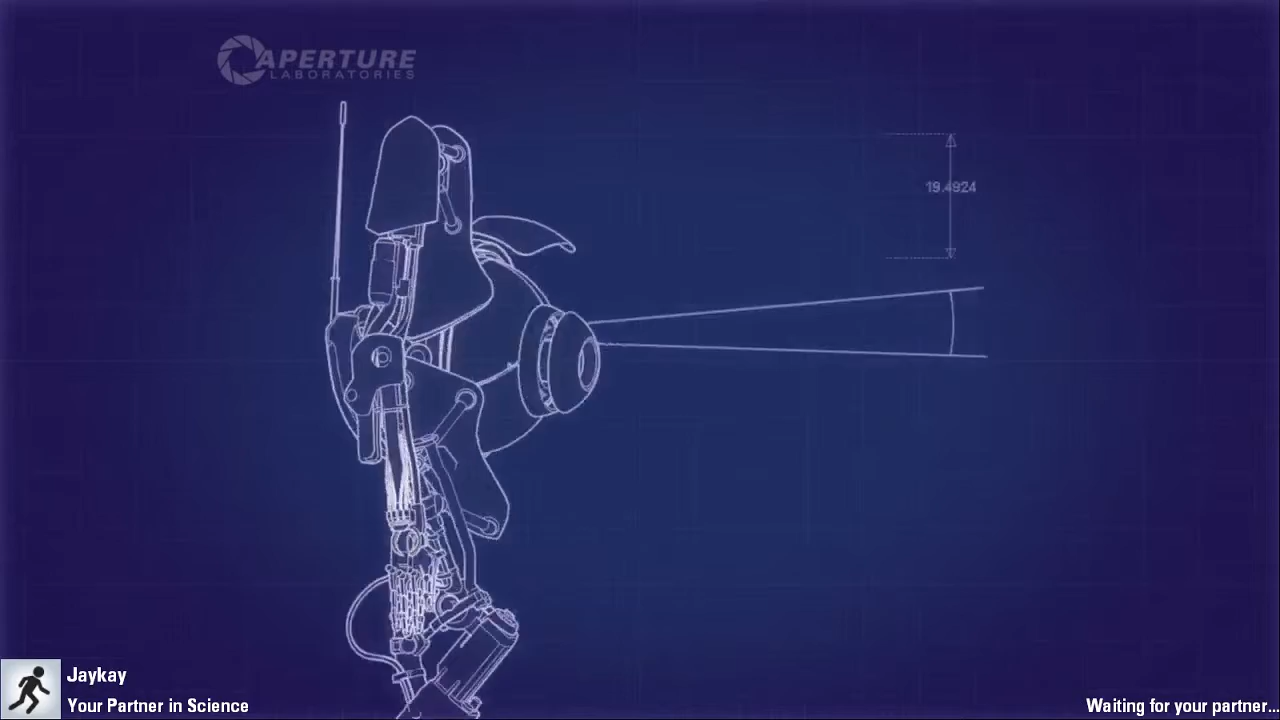 APERTURE
LABORATORIES
19.4924
Jaykay
Your Partner in Science
Waiting for your partner...